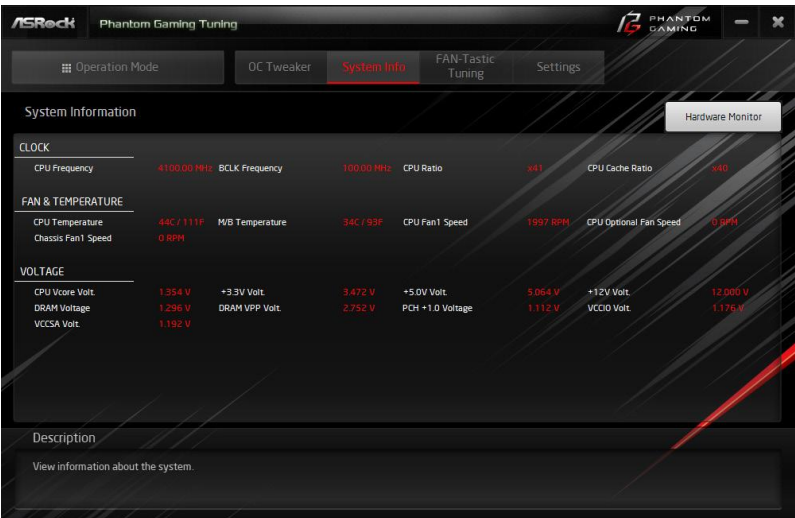 ASRock Phantom Gaming Tuning PHANTOM GAMING
Operation Mode OC Tweaker System Info FAN-Tastic Tuning Settings
System Information
Hardware Monitor
CLOCK
CPU Frequency 4100.00 MHz BCLK Frequency 100.00 MHz CPU Ratio x41 CPU Cache Ratio x40
FAN & TEMPERATURE
CPU Temperature 44C / 111F M/B Temperature 34C / 93F CPU Fan1 Speed 1997 RPM CPU Optional Fan Speed 0 RPM
Chassis Fan1 Speed 0 RPM
VOLTAGE
CPU Vcore Volt. 1.354 V +3.3V Volt. 3.472 V +5.0V Volt. 5.064 V +12V Volt. 12.000 V
DRAM Voltage 1.296 V DRAM VPP Volt. 2.752 V PCH +1.0 Voltage 1.112 V VCCIO Volt. 1.176 V
VCCSA Volt. 1.192 V
Description
View information about the system.